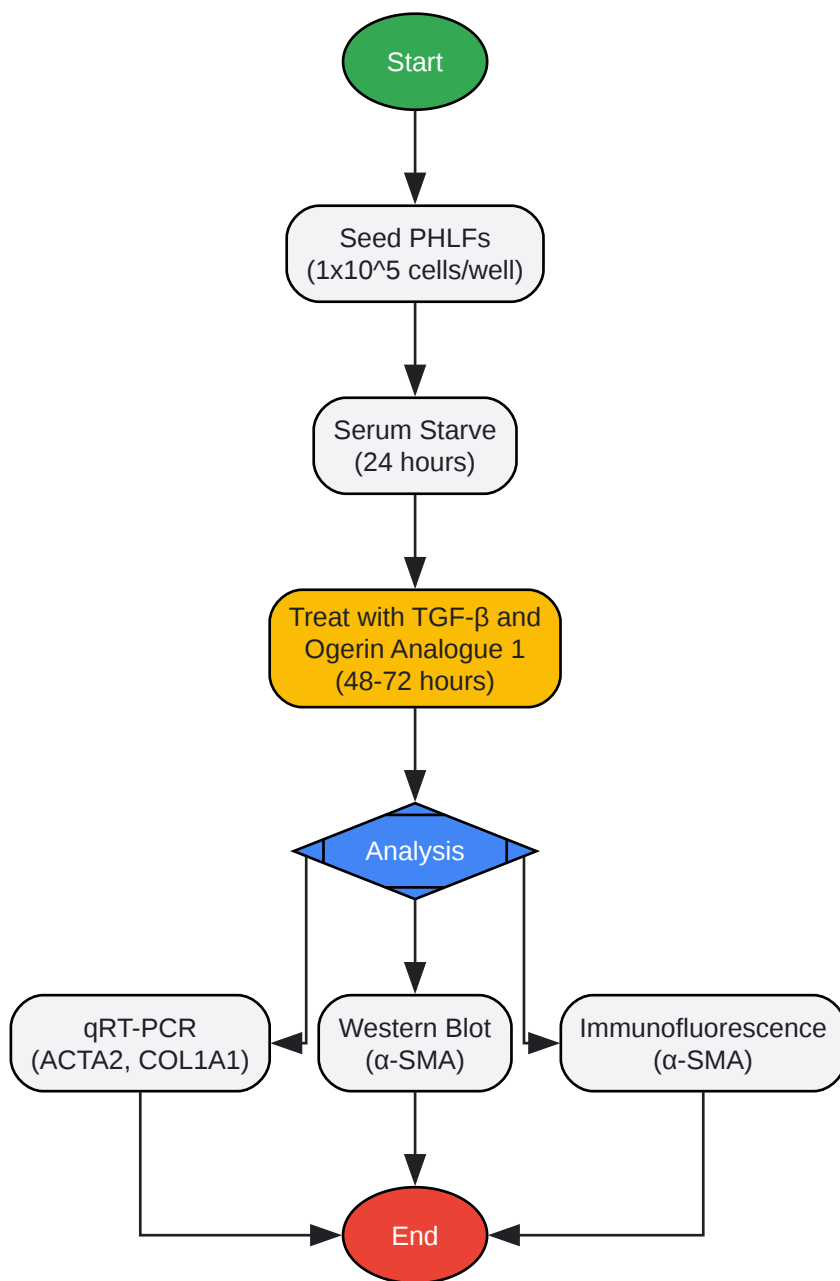 Start
Seed PHLFs
(1x10^5 cells/well)
Serum Starve
(24 hours)
Treat with TGF-β and
Ogerin Analogue 1
(48-72 hours)
Analysis
qRT-PCR
(ACTA2, COL1A1)
Western Blot
(α-SMA)
Immunofluorescence
(α-SMA)
End